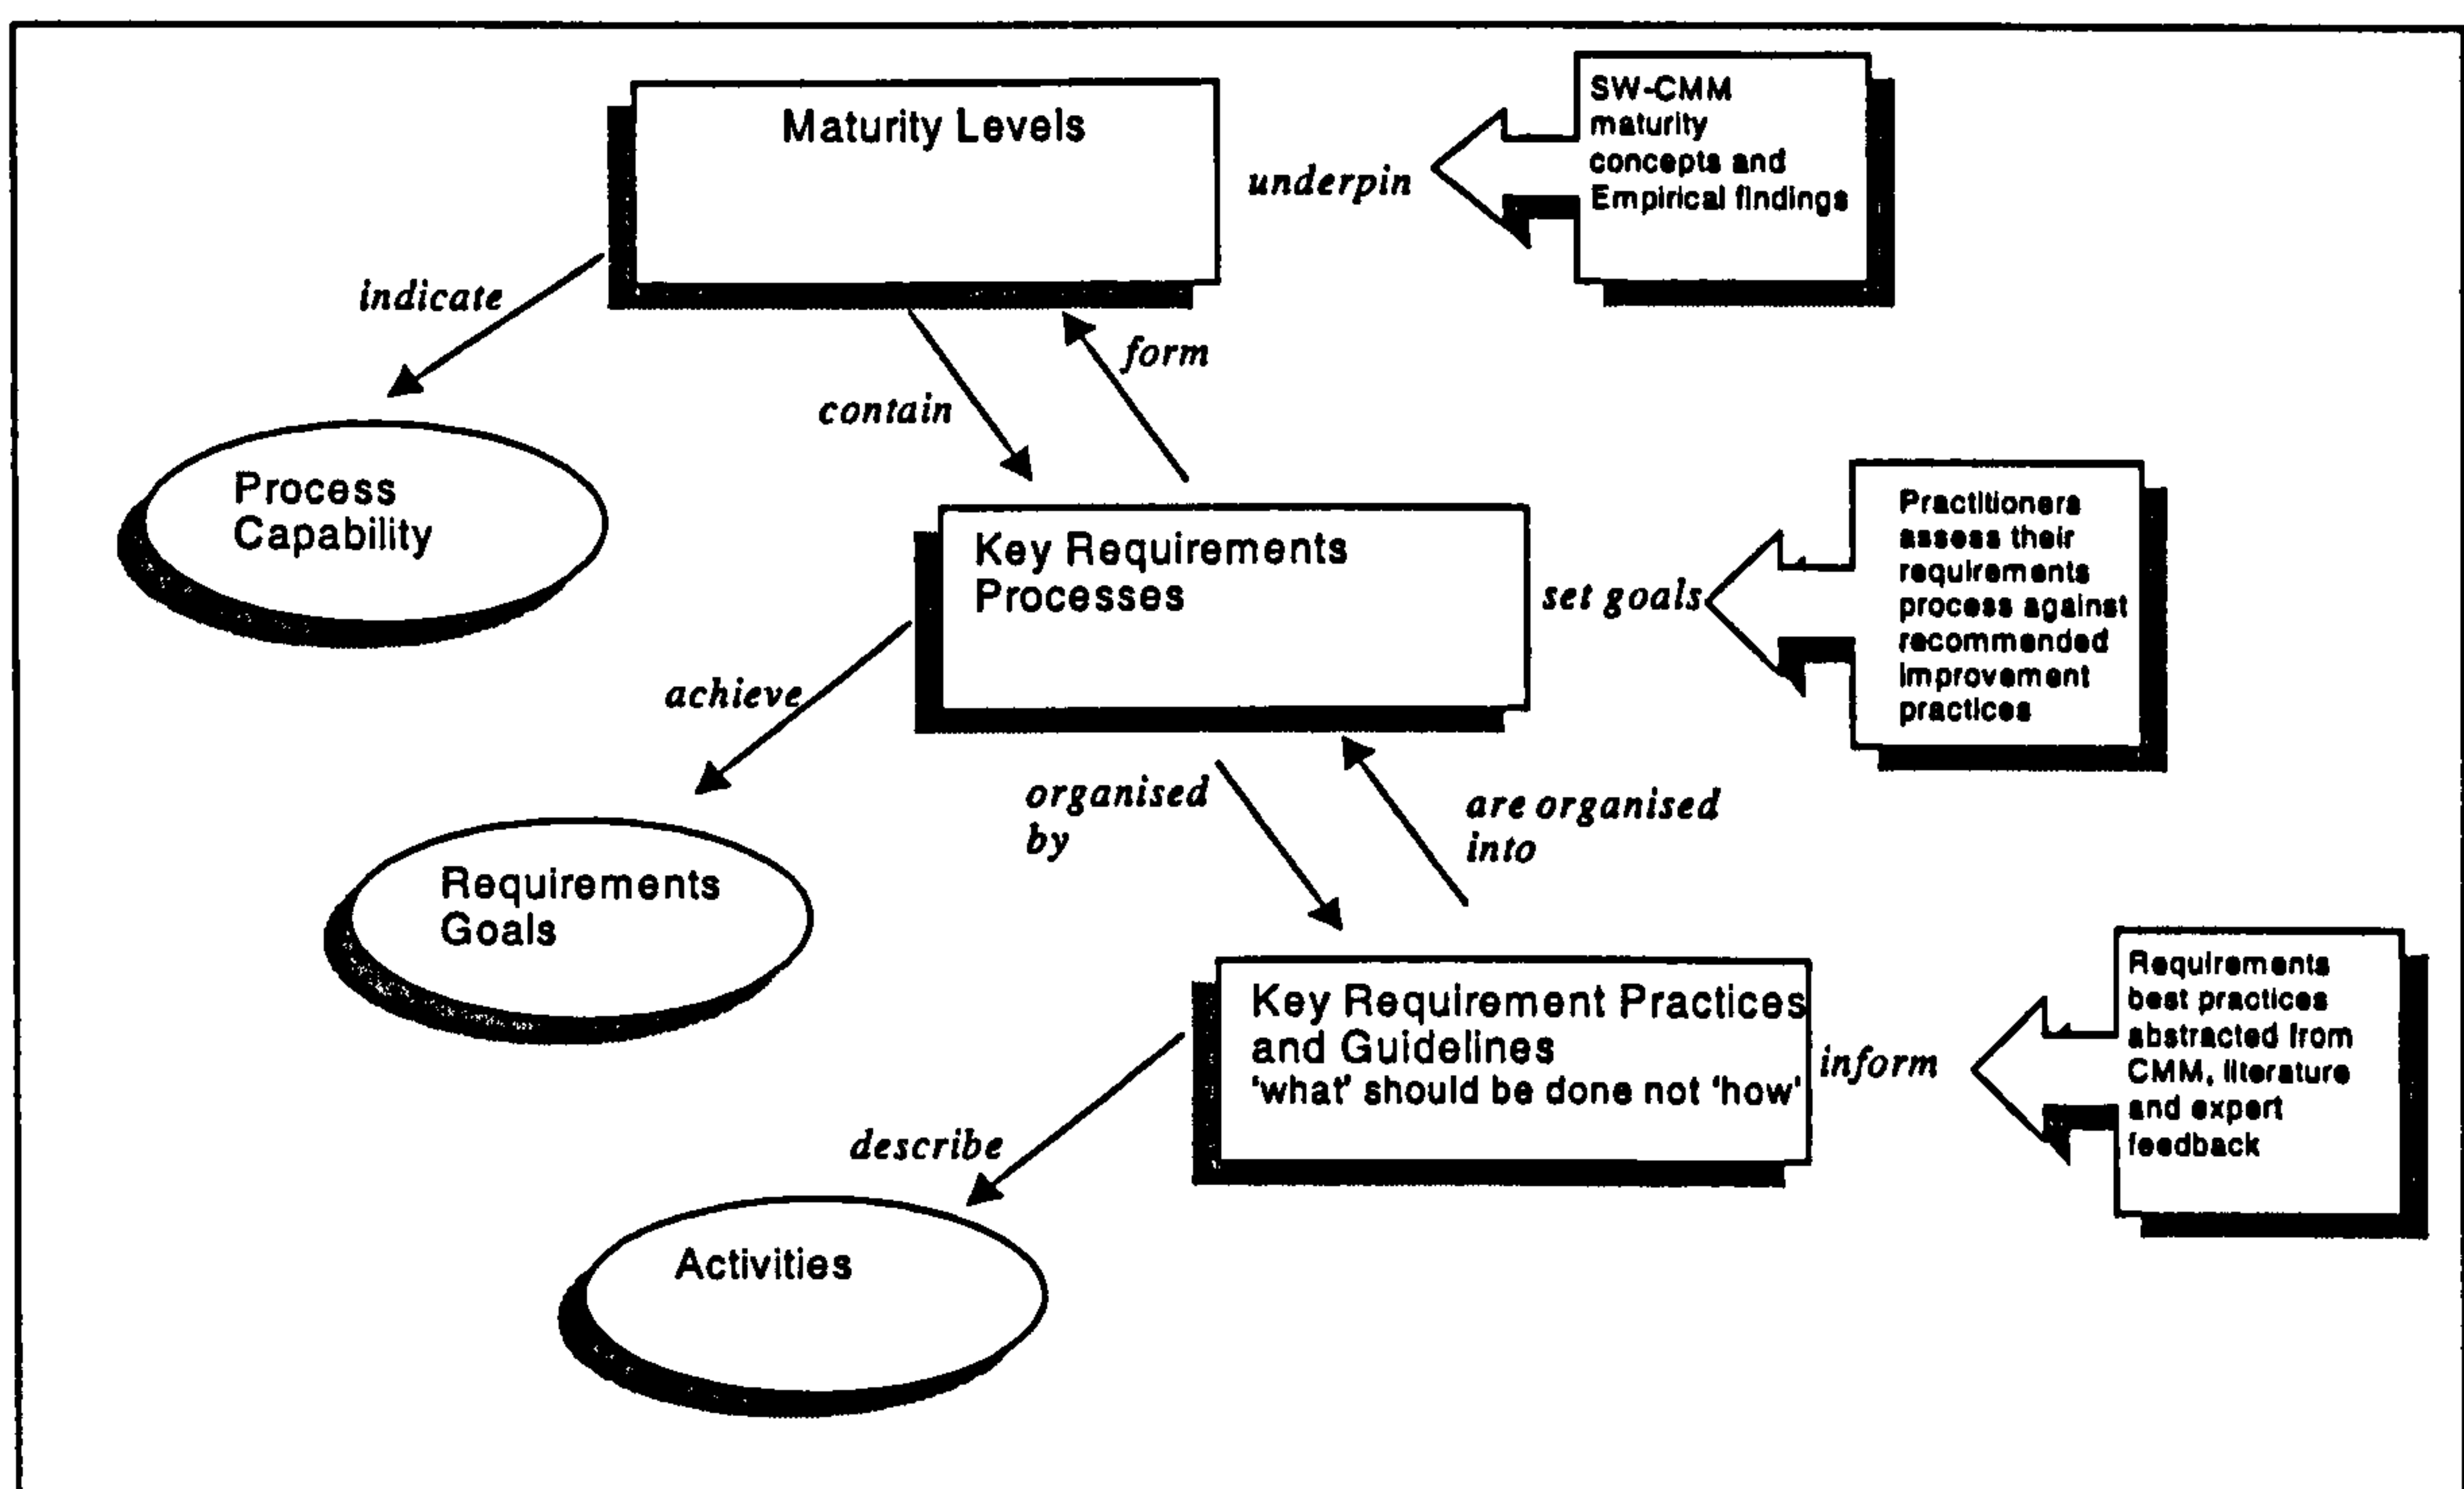 Maturity Levels
SW-CMM
maturity
concepts and
Empirical findings
underpin
indicate
form
contain
Process
Capability
Key Requirements
Processes
set goals
Practitioners
assess their
requirements
process against
recommended
improvement
practices
achieve
organised
by
are organised
into
Requirements
Goals
Key Requirement Practices
and Guidelines
'what' should be done not 'how'
inform
Requirements
best practices
abstracted from
CMM, literature
and expert
feedback
describe
Activities